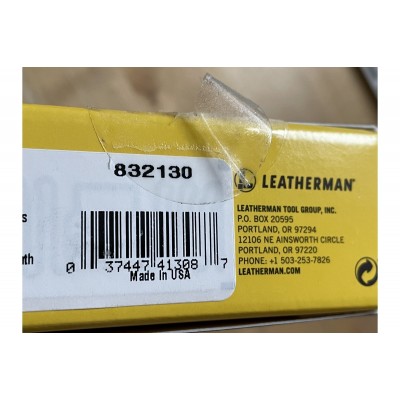 832130
s
th
0 37447 41308 7
Made In USA
LEATHERMAN
LEATHERMAN TOOL GROUP, INC.
P.O. BOX 20595
PORTLAND, OR 97294
12106 NE AINSWORTH CIRCLE
PORTLAND, OR 97220
PHONE: +1 503-253-7826
LEATHERMAN.COM